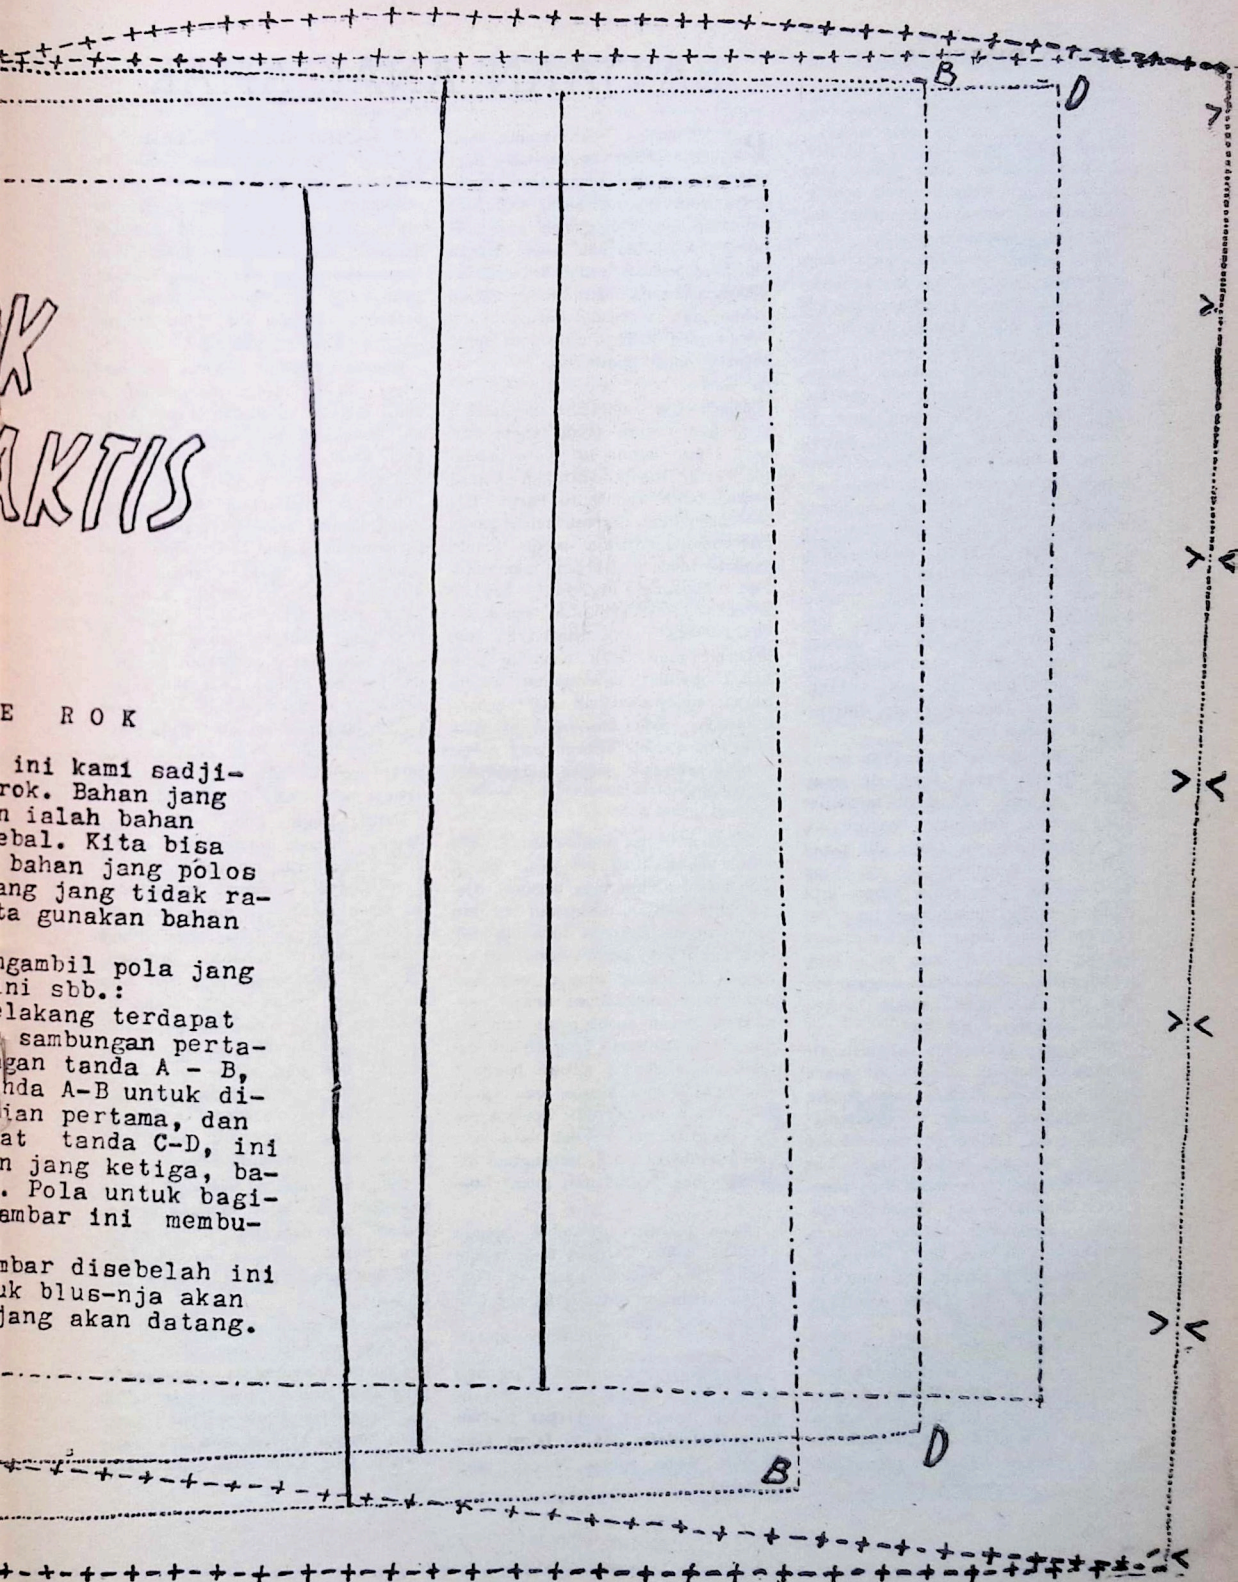 B
D
K
AKTIS
E ROK
ini kami sadji-
rok. Bahan jang
n ialah bahan
ebal. Kita bisa
bahan jang polos
ang jang tidak ra-
ta gunakan bahan
ngambil pola jang
ini sbb.:
elakang terdapat
sambungan perta-
gan tanda A - B,
nda A-B untuk di-
ian pertama, dan
at tanda C-D, ini
n jang ketiga, ba-
. Pola untuk bagi-
ambar ini membu-
mbar disebelah ini
uk blus-nja akan
jang akan datang.
D
B